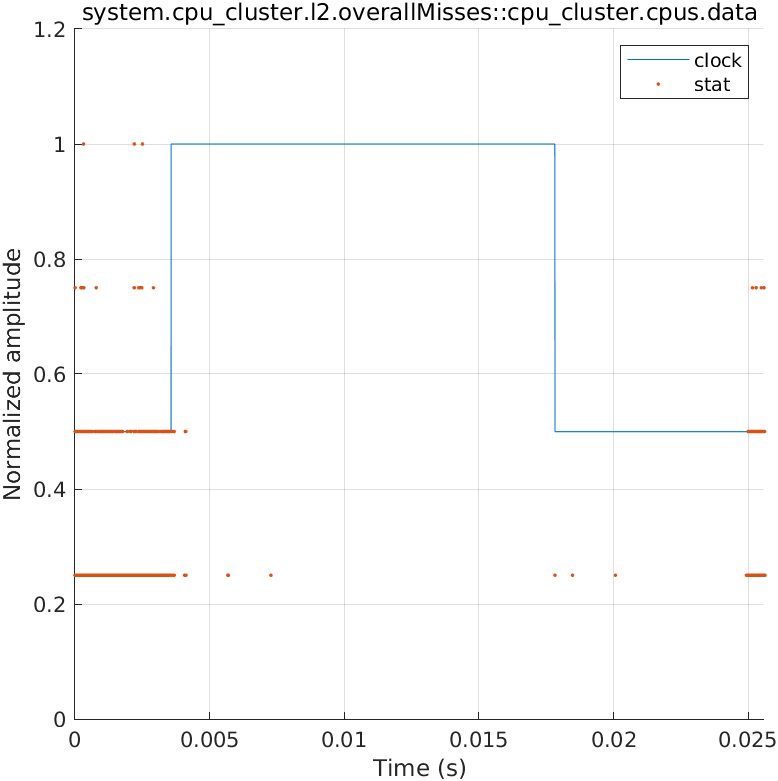 system.cpu_cluster.l2.overallMisses::cpu_cluster.cpus.data
1.2
clock
stat
1
0.8
0.6
0.4
0.2
0
Normalized amplitude
0 0.005 0.01 0.015 0.02 0.025
Time (s)